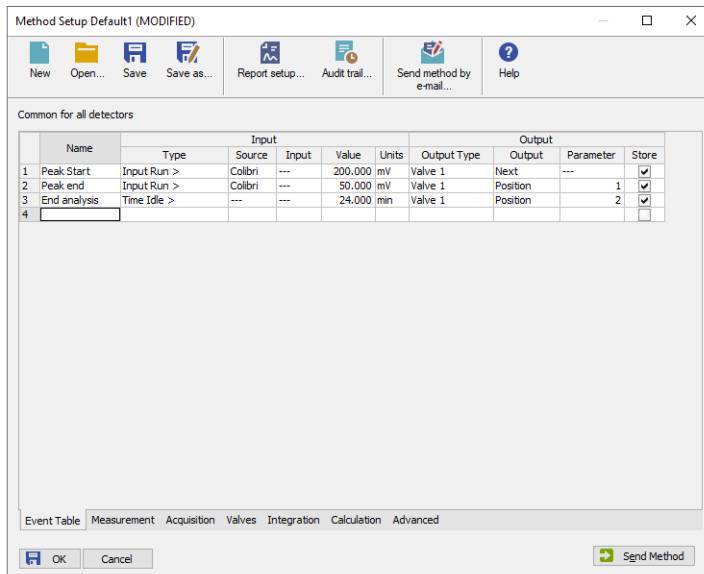 Method Setup Default1 (MODIFIED)
New Open... Save Save as... Report setup... Audit trail... Send method by e-mail... Help
Common for all detectors
Name Input Output
Type Source Input Value Units Output Type Output Parameter Store
1 Peak Start Input Run > Colibri --- 200.000 mV Valve 1 Next ---
2 Peak end Input Run > Colibri --- 50.000 mV Valve 1 Position 1
3 End analysis Time Idle > --- --- 24.000 min Valve 1 Position 2
4
Event Table Measurement Acquisition Valves Integration Calculation Advanced
OK Cancel Send Method